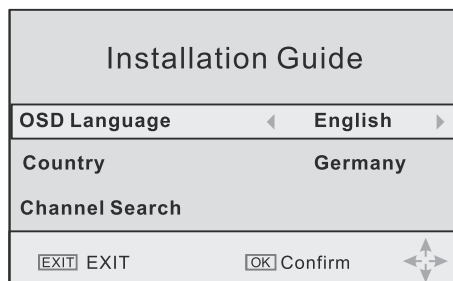 Installation Guide
OSD Language English
Country Germany
Channel Search
EXIT EXIT OK Confirm